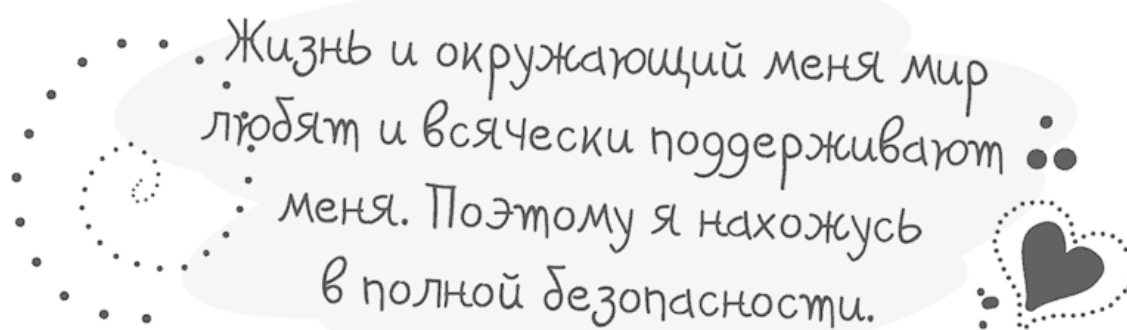 Жизнь и окружающий меня мир
любят и всячески поддерживают
меня. Поэтому я нахожусь
в полной безопасности.